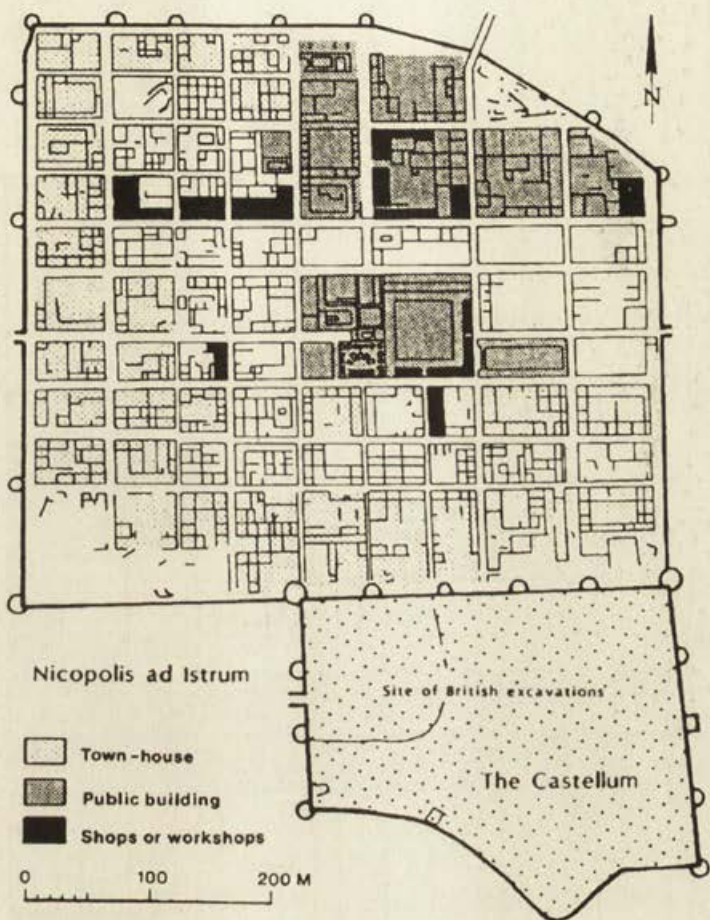 N
Nicopolis ad Istrum
Site of British excavations
The Castellum
Town-house
Public building
Shops or workshops
0 100 200 M